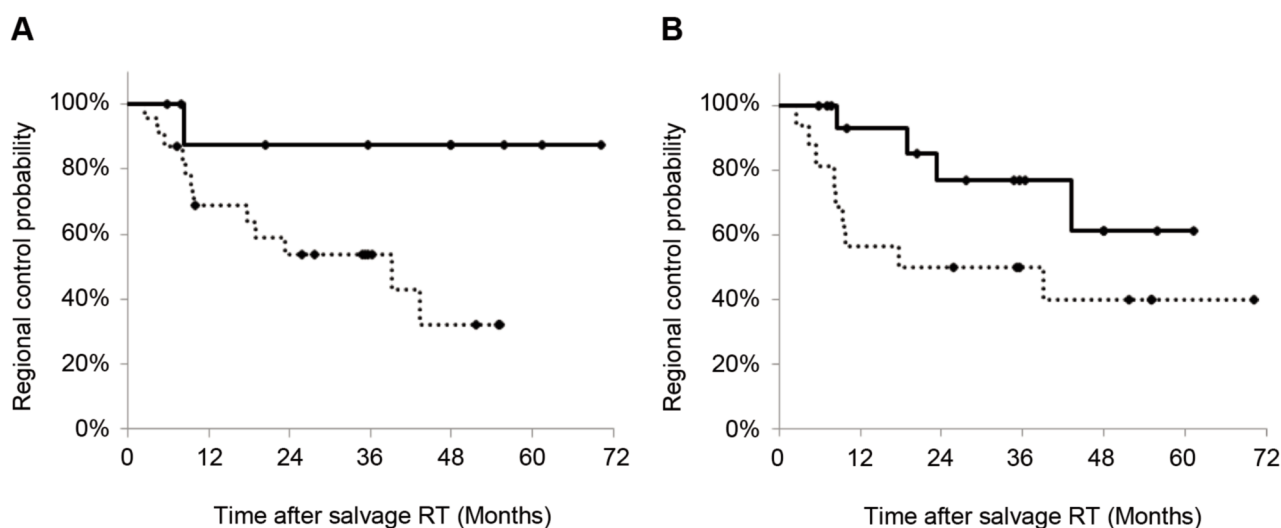 A
Regional control probability
100%
80%
60%
40%
20%
0%
0 12 24 36 48 60 72
Time after salvage RT (Months)
B
Regional control probability
100%
80%
60%
40%
20%
0%
0 12 24 36 48 60 72
Time after salvage RT (Months)